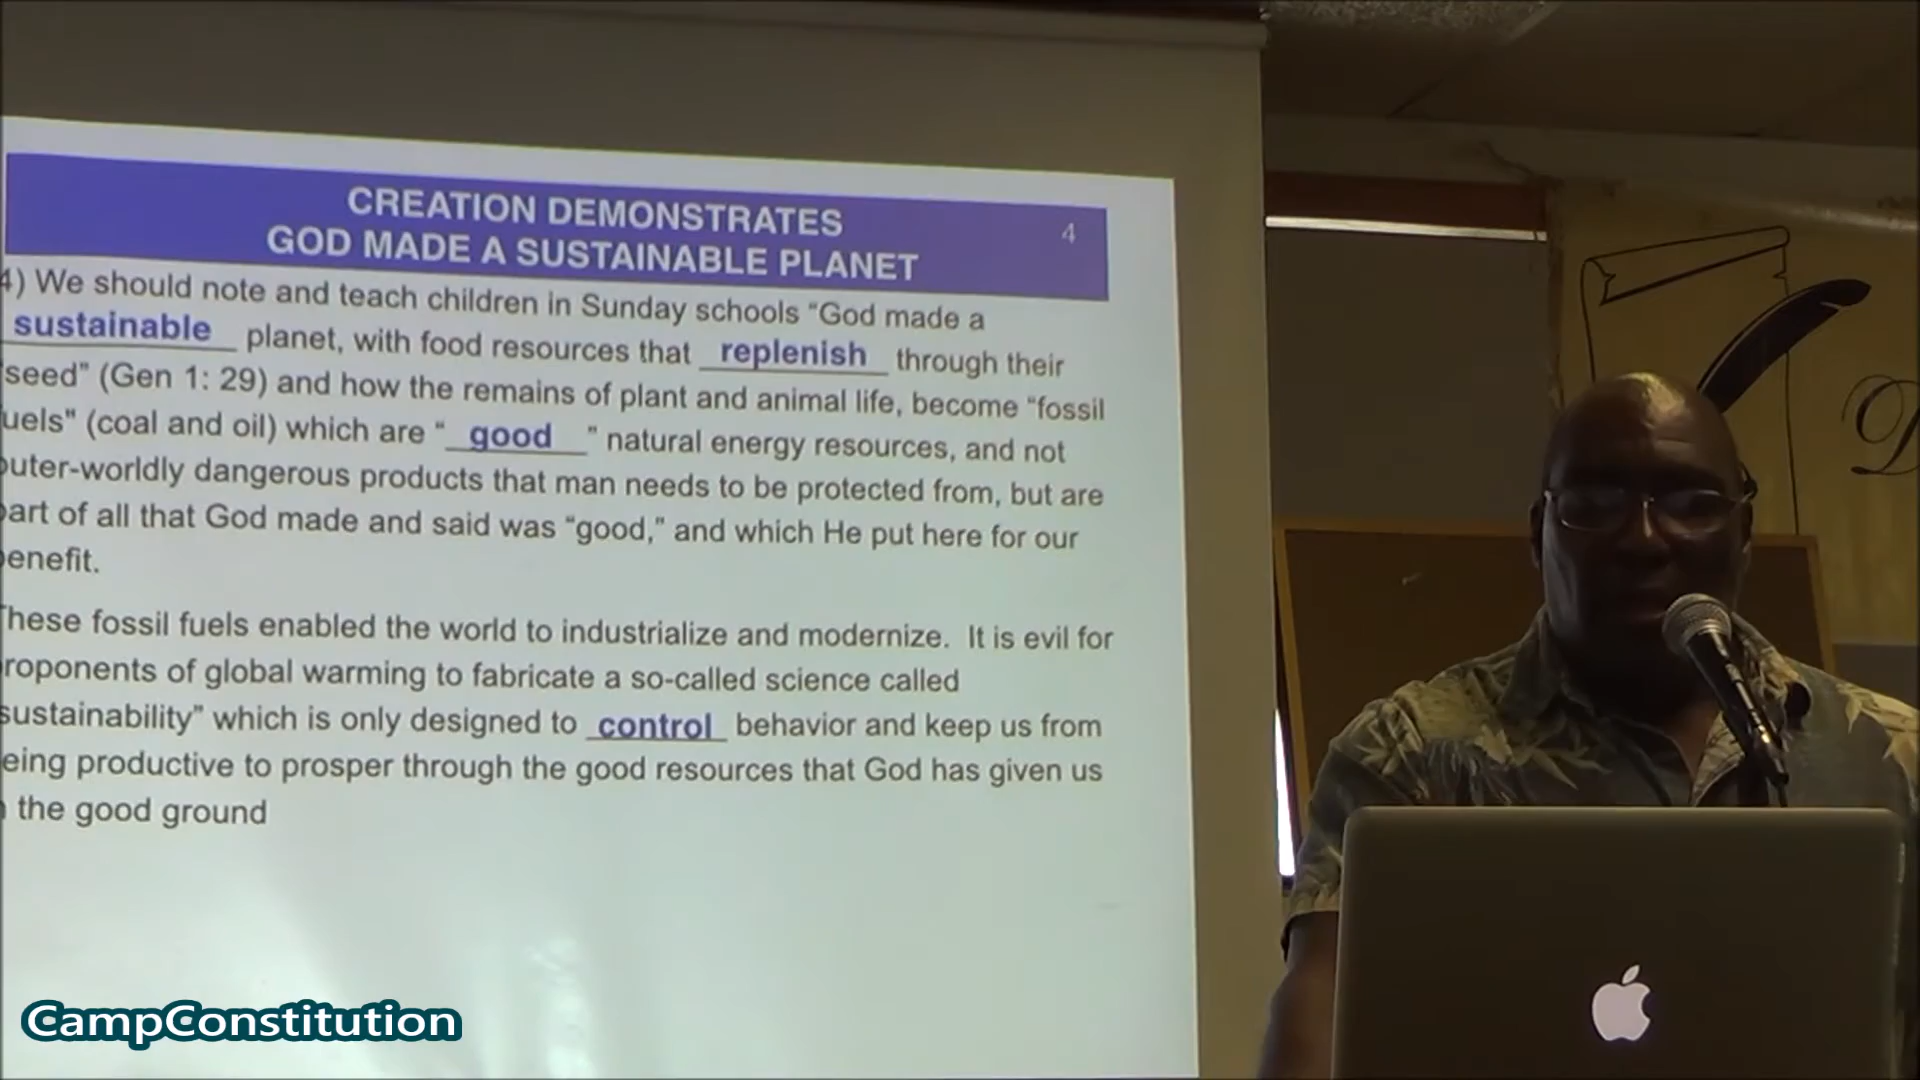 CREATION DEMONSTRATES
GOD MADE A SUSTAINABLE PLANET
4
4) We should note and teach children in Sunday schools “God made a
sustainable planet, with food resources that replenish through their
seed” (Gen 1: 29) and how the remains of plant and animal life, become “fossil
uels" (coal and oil) which are “ good ” natural energy resources, and not
outer-worldly dangerous products that man needs to be protected from, but are
part of all that God made and said was “good,” and which He put here for our
benefit.
These fossil fuels enabled the world to industrialize and modernize. It is evil for
roponents of global warming to fabricate a so-called science called
sustainability” which is only designed to control behavior and keep us from
eing productive to prosper through the good resources that God has given us
the good ground
D
CampConstitution